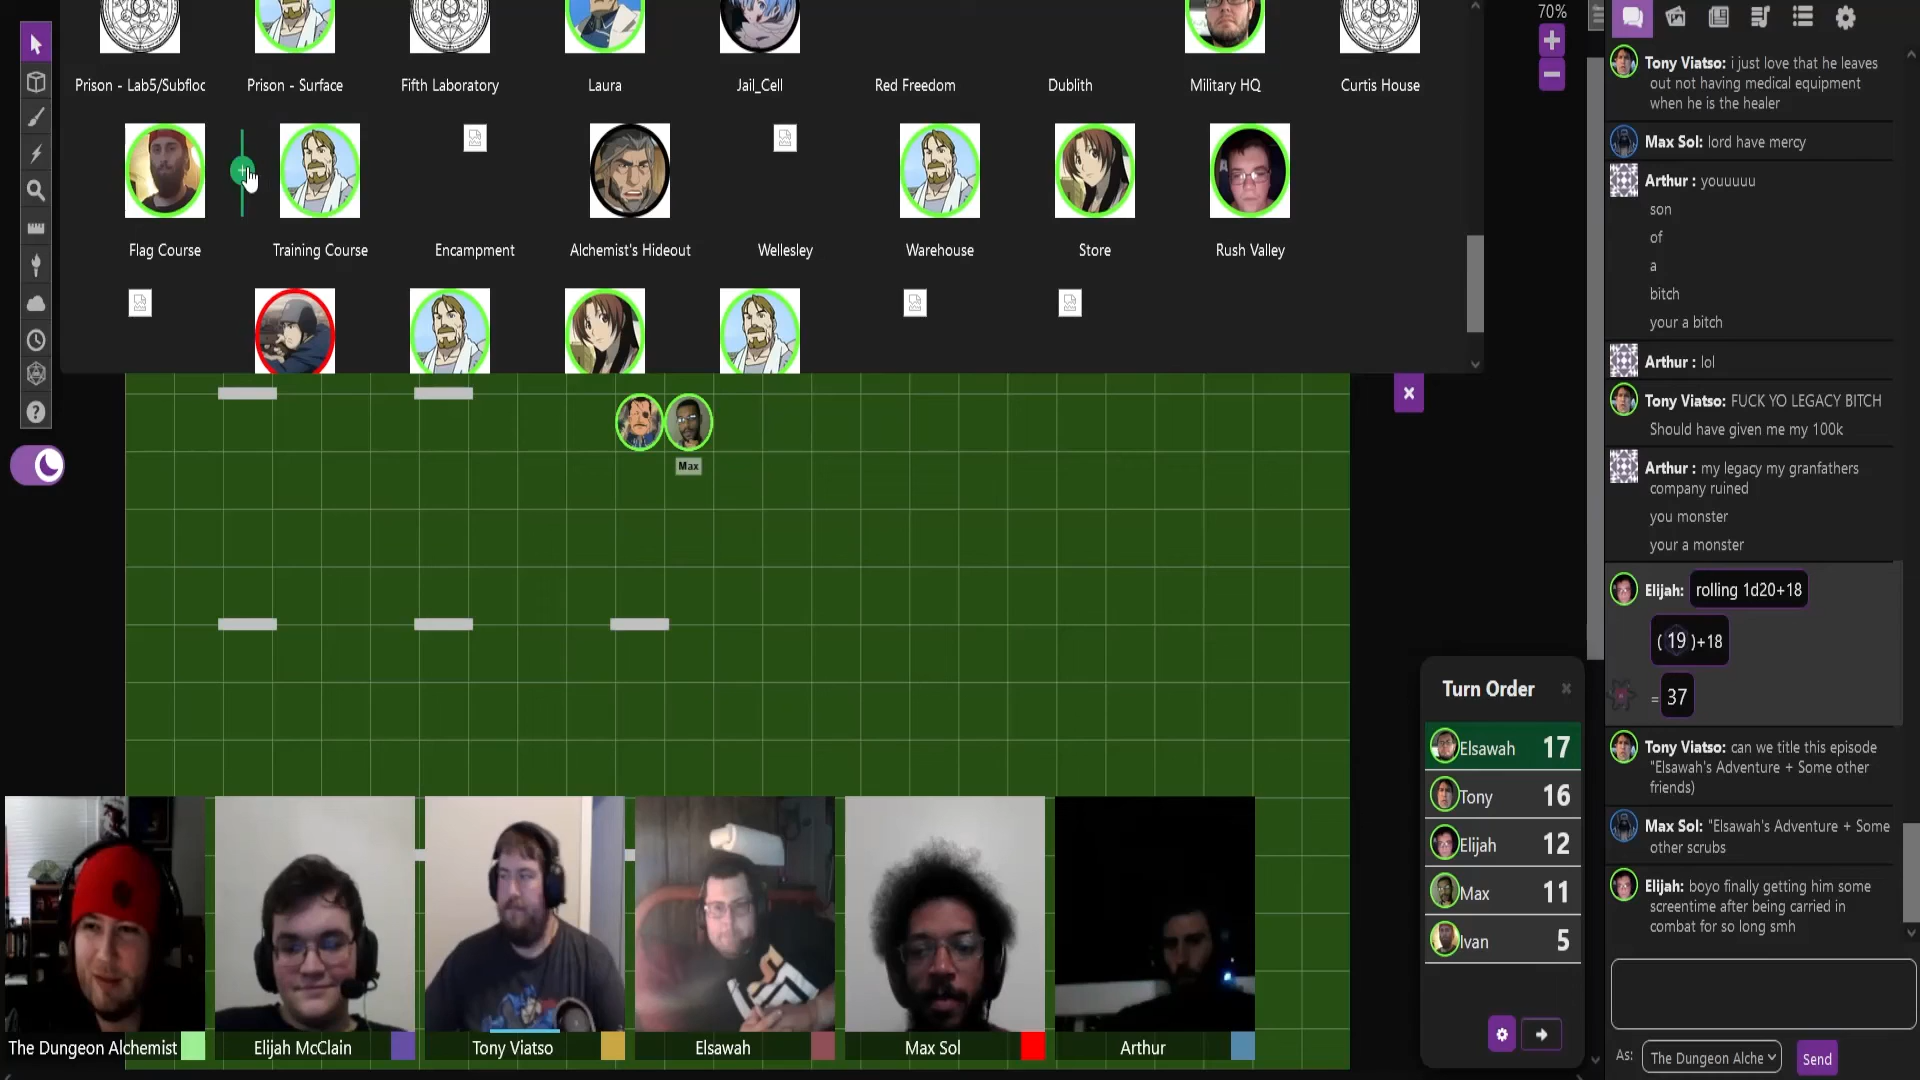 70%
Prison - Lab5/Subfloc
Prison - Surface
Fifth Laboratory
Laura
Jail_Cell
Red Freedom
Dublith
Military HQ
Curtis House
Flag Course
Training Course
Encampment
Alchemist's Hideout
Wellesley
Warehouse
Store
Rush Valley
Max
Turn Order
Elsawah 17
Tony 16
Elijah 12
Max 11
Ivan 5
The Dungeon Alchemist
Elijah McClain
Tony Viatso
Elsawah
Max Sol
Arthur
Tony Viatso: i just love that he leaves
out not having medical equipment
when he is the healer
Max Sol: lord have mercy
Arthur : youuuuu
son
of
a
bitch
your a bitch
Arthur : lol
Tony Viatso: FUCK YO LEGACY BITCH
Should have given me my 100k
Arthur : my legacy my granfathers
company ruined
you monster
your a monster
Elijah: rolling 1d20+18
(19)+18
= 37
Tony Viatso: can we title this episode
"Elsawah's Adventure + Some other
friends)
Max Sol: "Elsawah's Adventure + Some
other scrubs
Elijah: boyo finally getting him some
screentime after being carried in
combat for so long smh
As: The Dungeon Alche
Send